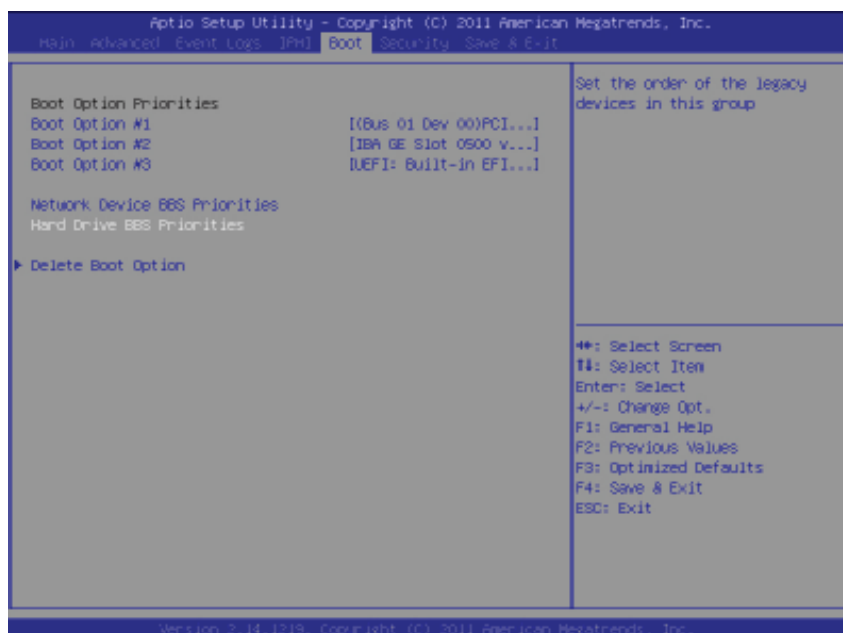 Aptio Setup Utility - Copyright (C) 2011 American Megatrends, Inc.
Main Advanced Event Logs IPMI Boot Security Save & Exit
Boot Option Priorities
Boot Option #1 [(Bus 01 Dev 00)PCI...]
Boot Option #2 [IBA GE Slot 0500 v...]
Boot Option #3 [UEFI: Built-in EFI...]
Network Device BBS Priorities
Hard Drive BBS Priorities
Delete Boot Option
Set the order of the legacy
devices in this group
: Select Screen
↑↓: Select Item
Enter: Select
+/-: Change Opt.
F1: General Help
F2: Previous Values
F3: Optimized Defaults
F4: Save & Exit
ESC: Exit
Version 2.14.1219. Copyright (C) 2011 American Megatrends, Inc.